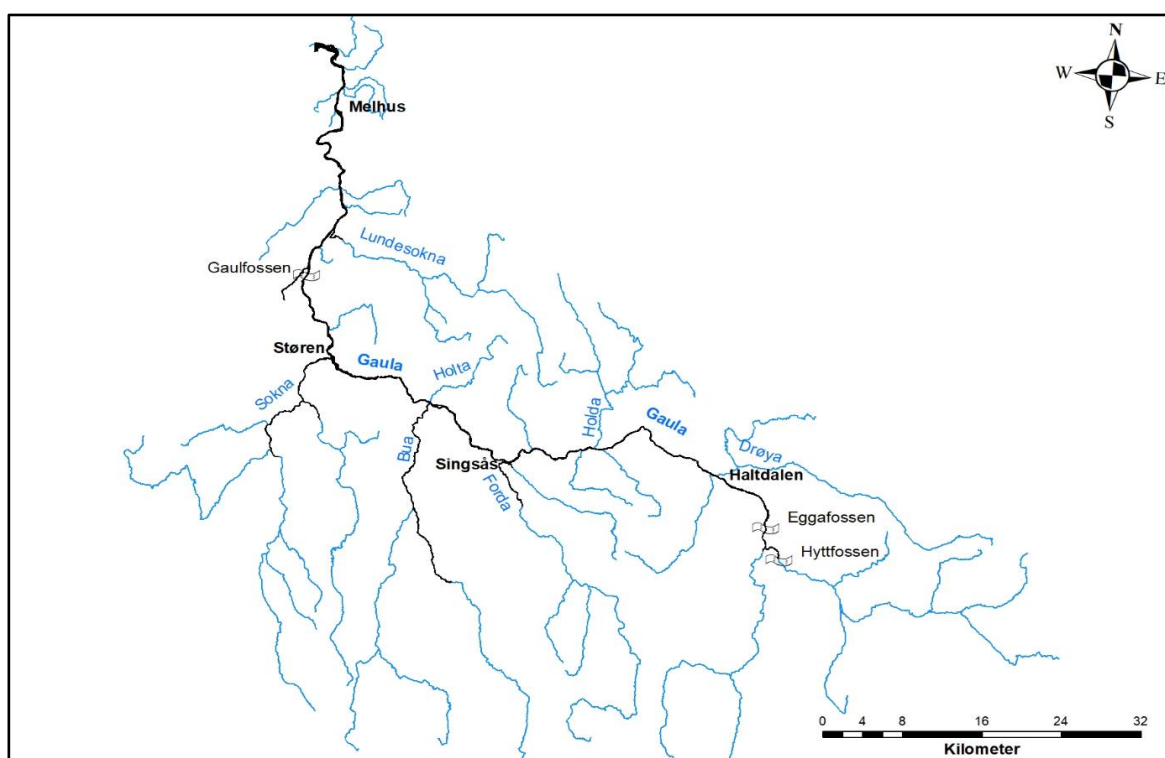 N
W
E
S
Melhus
Lundesokna
Gaulfossen
Støren
Gaula
Holta
Sokna
Holda
Gaula
Bua
Drøya
Singsås
Forda
Haltdalen
Eggafossen
Hyttfossen
0 4 8 16 24 32
Kilometer